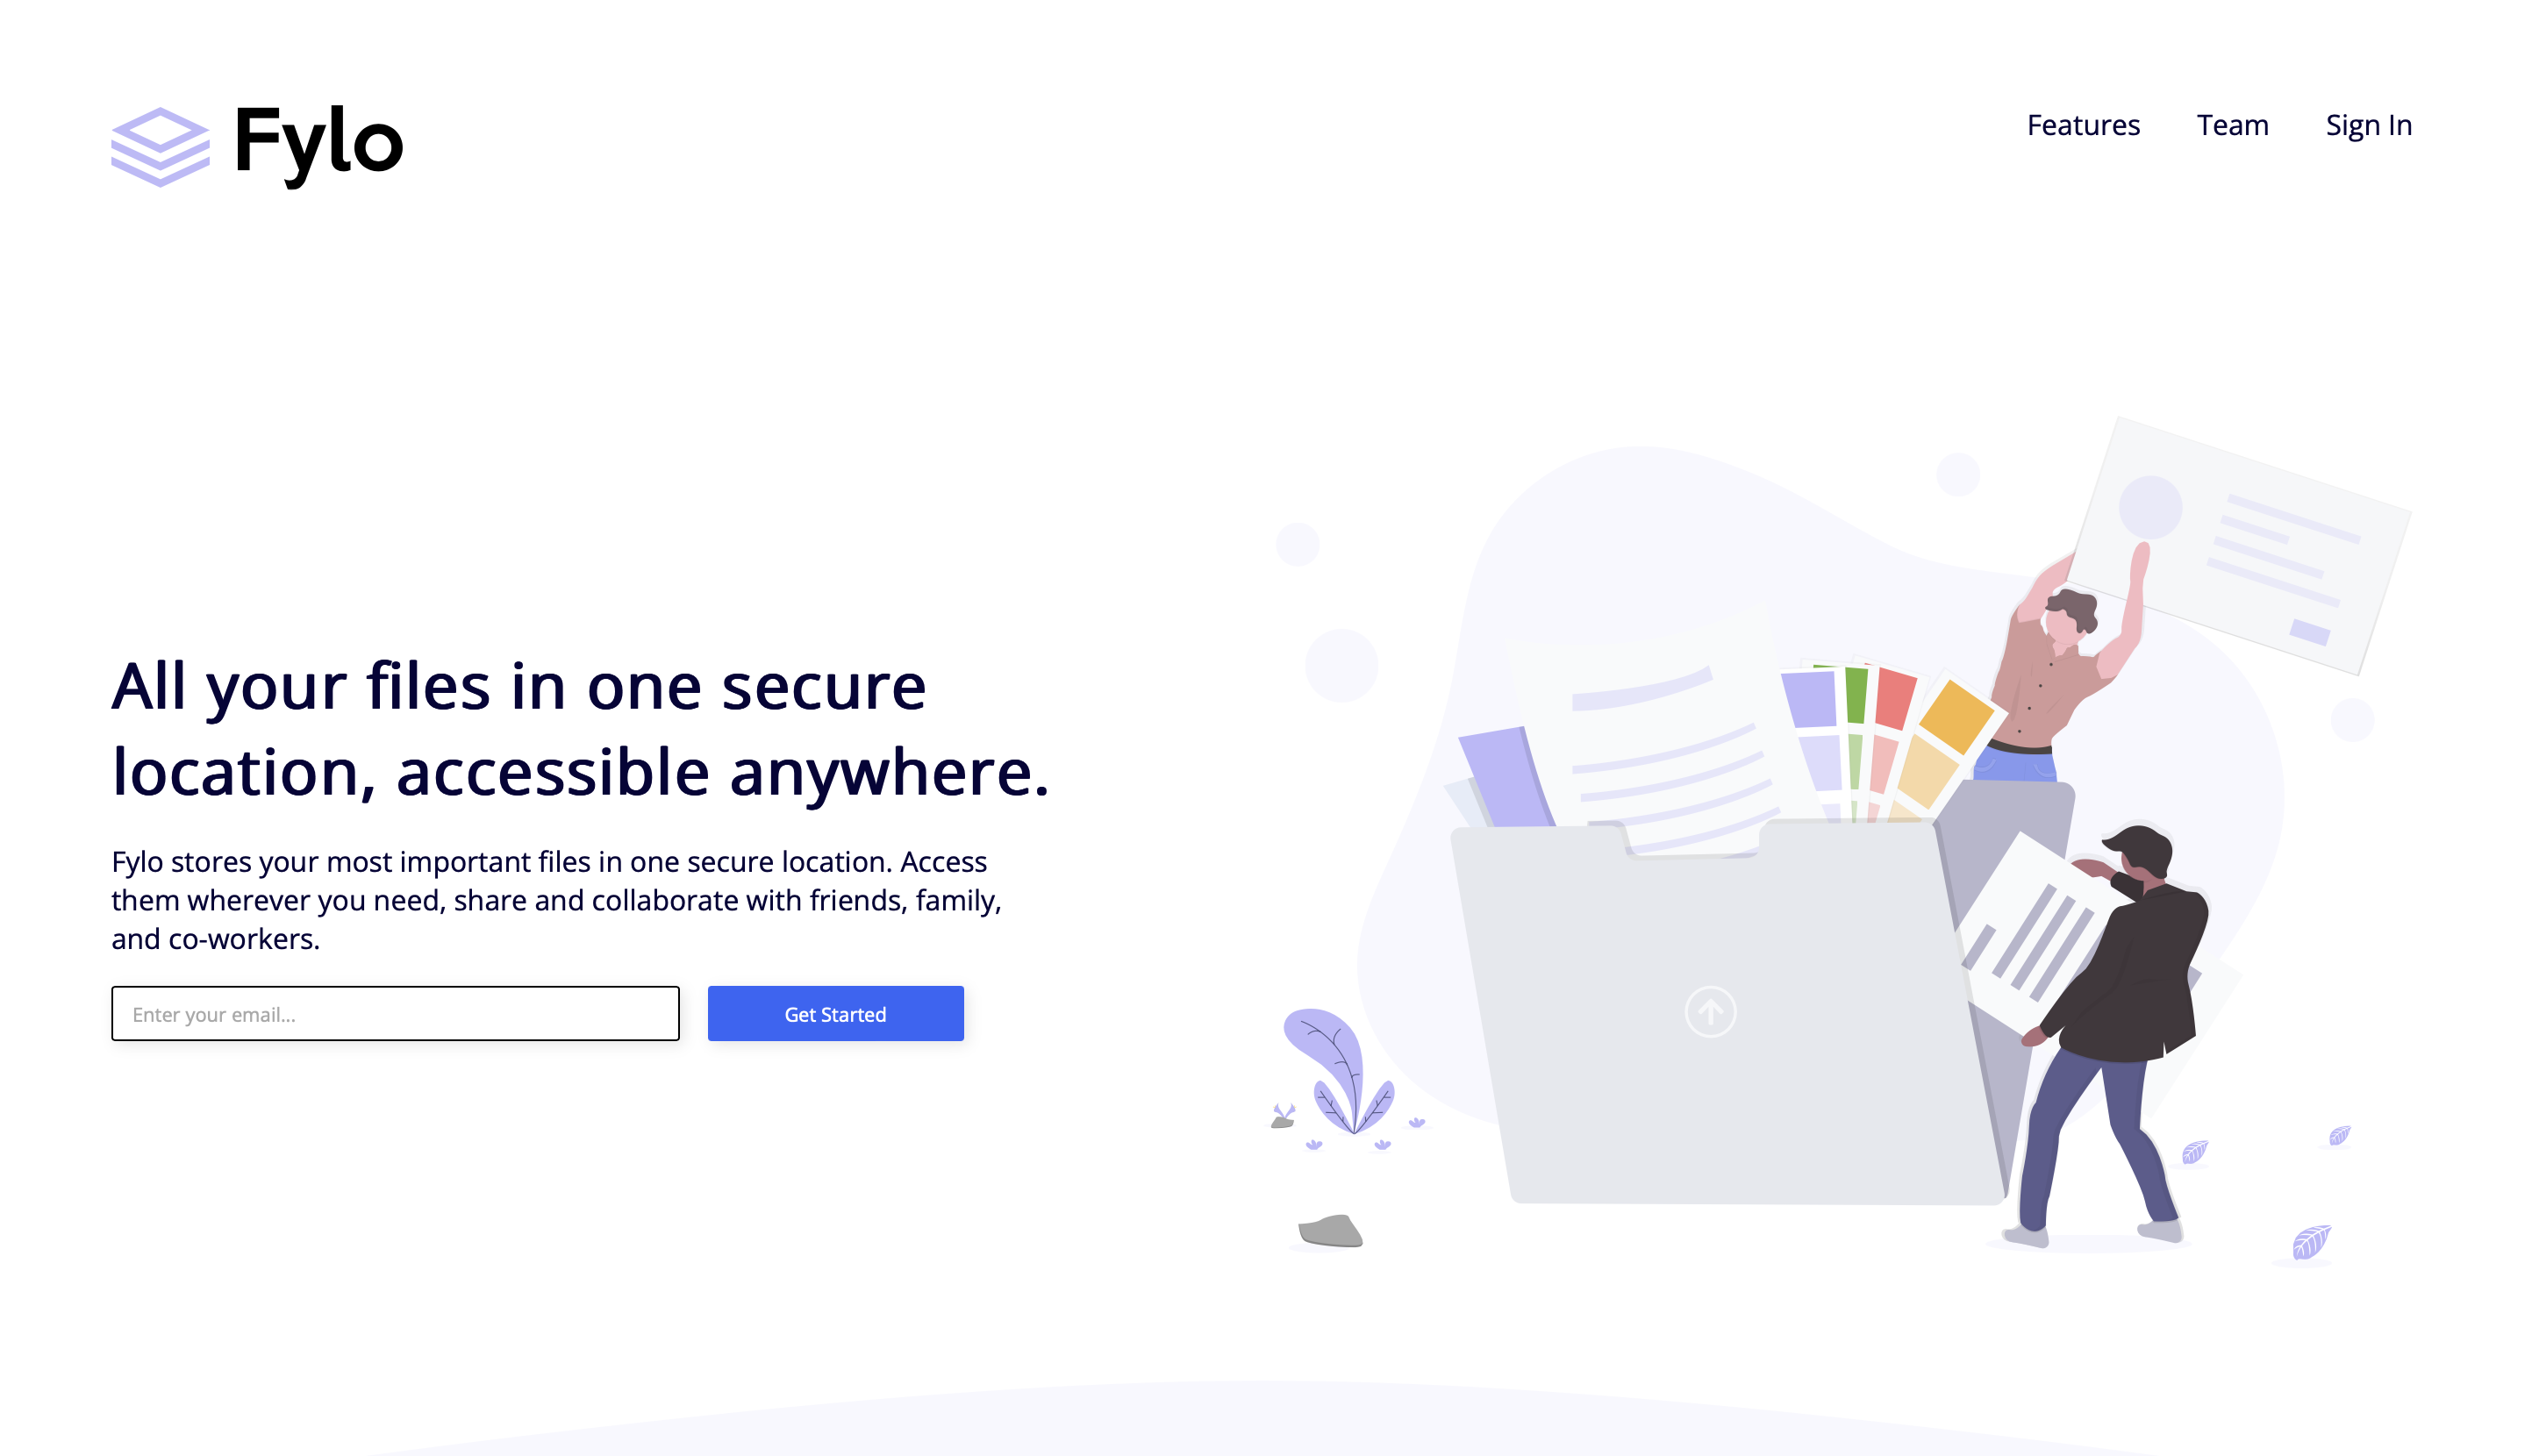 Fylo
Features
Team
Sign In
All your files in one secure
location, accessible anywhere.
Fylo stores your most important files in one secure location. Access
them wherever you need, share and collaborate with friends, family,
and co-workers.
Enter your email...
Get Started